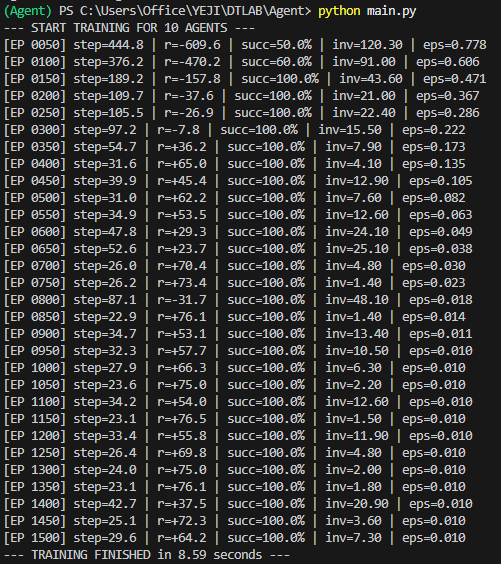 (Agent) PS C:\Users\Office\YEJI\DTLAB\Agent> python main.py
--- START TRAINING FOR 10 AGENTS ---
[EP 0050] step=444.8 | r=-609.6 | succ=50.0% | inv=120.30 | eps=0.778
[EP 0100] step=376.2 | r=-470.2 | succ=60.0% | inv=91.00 | eps=0.606
[EP 0150] step=189.2 | r=-157.8 | succ=100.0% | inv=43.60 | eps=0.471
[EP 0200] step=109.7 | r=-37.6 | succ=100.0% | inv=21.00 | eps=0.367
[EP 0250] step=105.5 | r=-26.9 | succ=100.0% | inv=22.40 | eps=0.286
[EP 0300] step=97.2 | r=-7.8 | succ=100.0% | inv=15.50 | eps=0.222
[EP 0350] step=54.7 | r=+36.2 | succ=100.0% | inv=7.90 | eps=0.173
[EP 0400] step=31.6 | r=+65.0 | succ=100.0% | inv=4.10 | eps=0.135
[EP 0450] step=39.9 | r=+45.4 | succ=100.0% | inv=12.90 | eps=0.105
[EP 0500] step=31.0 | r=+62.2 | succ=100.0% | inv=7.60 | eps=0.082
[EP 0550] step=34.9 | r=+53.5 | succ=100.0% | inv=12.60 | eps=0.063
[EP 0600] step=47.8 | r=+29.3 | succ=100.0% | inv=24.10 | eps=0.049
[EP 0650] step=52.6 | r=+23.7 | succ=100.0% | inv=25.10 | eps=0.038
[EP 0700] step=26.0 | r=+70.4 | succ=100.0% | inv=4.80 | eps=0.030
[EP 0750] step=26.2 | r=+73.4 | succ=100.0% | inv=1.40 | eps=0.023
[EP 0800] step=87.1 | r=-31.7 | succ=100.0% | inv=48.10 | eps=0.018
[EP 0850] step=22.9 | r=+76.1 | succ=100.0% | inv=1.40 | eps=0.014
[EP 0900] step=34.7 | r=+53.1 | succ=100.0% | inv=13.40 | eps=0.011
[EP 0950] step=32.3 | r=+57.7 | succ=100.0% | inv=10.50 | eps=0.010
[EP 1000] step=27.9 | r=+66.3 | succ=100.0% | inv=6.30 | eps=0.010
[EP 1050] step=23.6 | r=+75.0 | succ=100.0% | inv=2.20 | eps=0.010
[EP 1100] step=34.2 | r=+54.0 | succ=100.0% | inv=12.60 | eps=0.010
[EP 1150] step=23.1 | r=+76.5 | succ=100.0% | inv=1.50 | eps=0.010
[EP 1200] step=33.4 | r=+55.8 | succ=100.0% | inv=11.90 | eps=0.010
[EP 1250] step=26.4 | r=+69.8 | succ=100.0% | inv=4.80 | eps=0.010
[EP 1300] step=24.0 | r=+75.0 | succ=100.0% | inv=2.00 | eps=0.010
[EP 1350] step=23.1 | r=+76.1 | succ=100.0% | inv=1.80 | eps=0.010
[EP 1400] step=42.7 | r=+37.5 | succ=100.0% | inv=20.90 | eps=0.010
[EP 1450] step=25.1 | r=+72.3 | succ=100.0% | inv=3.60 | eps=0.010
[EP 1500] step=29.6 | r=+64.2 | succ=100.0% | inv=7.30 | eps=0.010
--- TRAINING FINISHED in 8.59 seconds ---